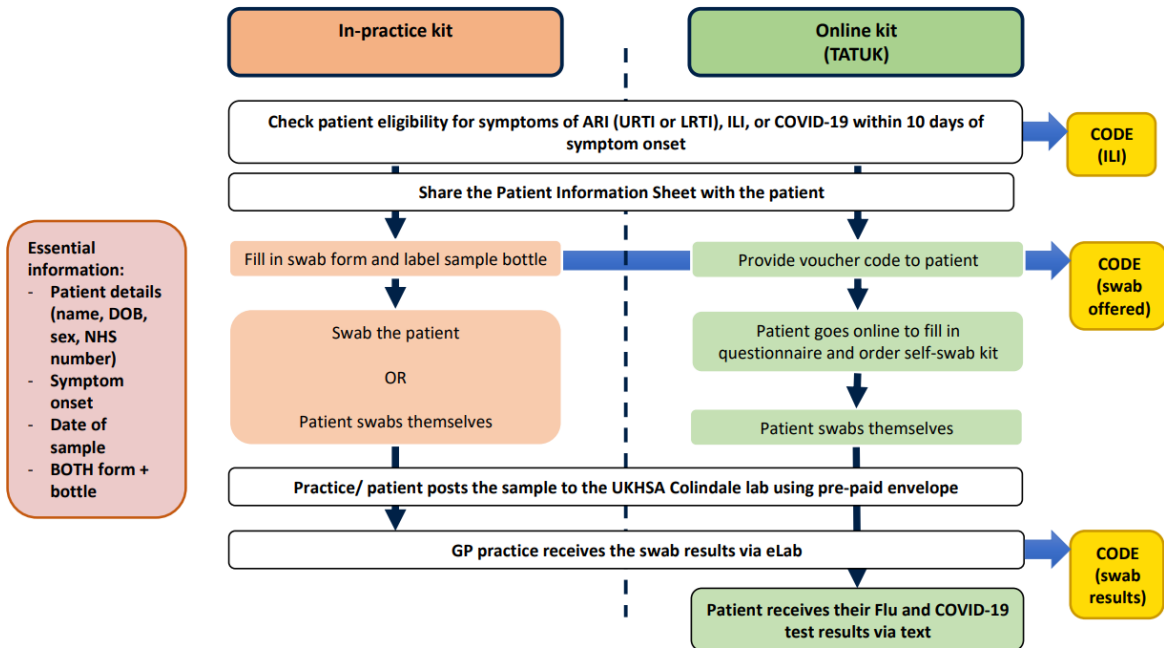 In-practice kit
Online kit
(TATUK)
Check patient eligibility for symptoms of ARI (URTI or LRTI), ILI, or COVID-19 within 10 days of
symptom onset
CODE
(ILI)
Share the Patient Information Sheet with the patient
Essential
information:
- Patient details
(name, DOB,
sex, NHS
number)
- Symptom
onset
- Date of
sample
- BOTH form +
bottle
Fill in swab form and label sample bottle
Provide voucher code to patient
CODE
(swab
offered)
Swab the patient
OR
Patient swabs themselves
Patient goes online to fill in
questionnaire and order self-swab kit
Patient swabs themselves
Practice/ patient posts the sample to the UKHSA Colindale lab using pre-paid envelope
GP practice receives the swab results via eLab
CODE
(swab
results)
Patient receives their Flu and COVID-19
test results via text